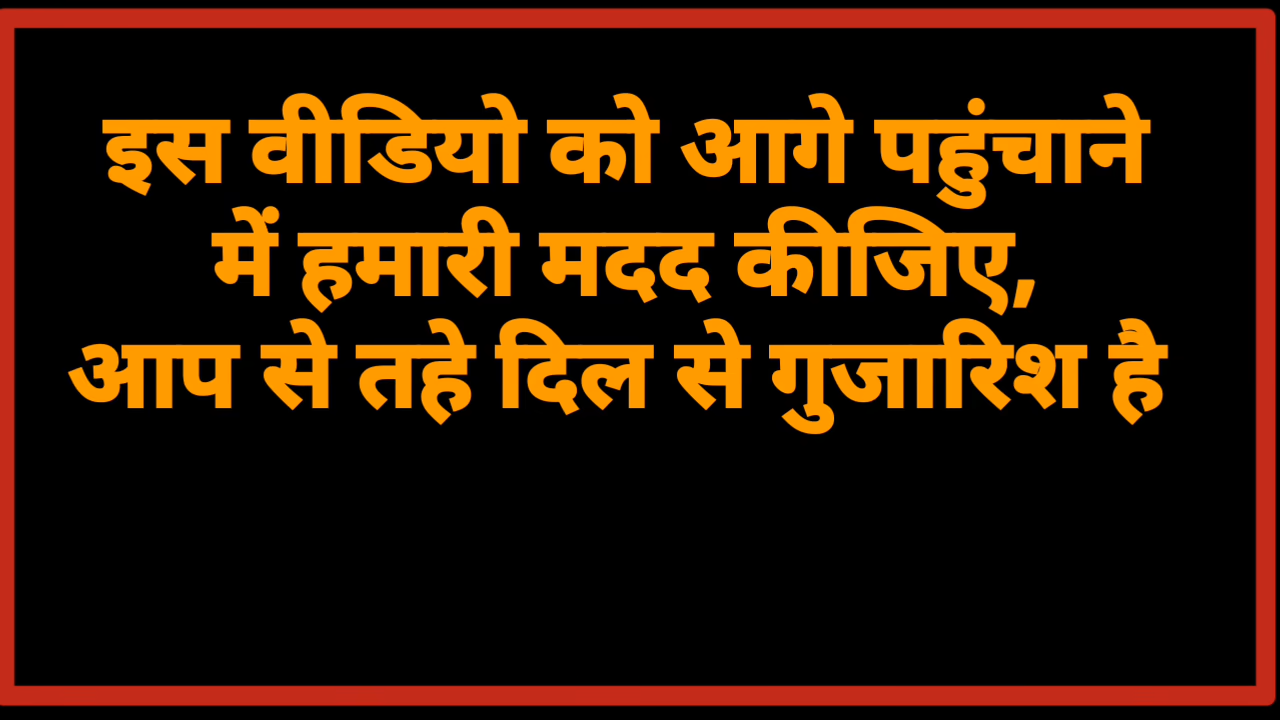 इस वीडियो को आगे पहुंचाने
में हमारी मदद कीजिए,
आप से तहे दिल से गुजारिश है